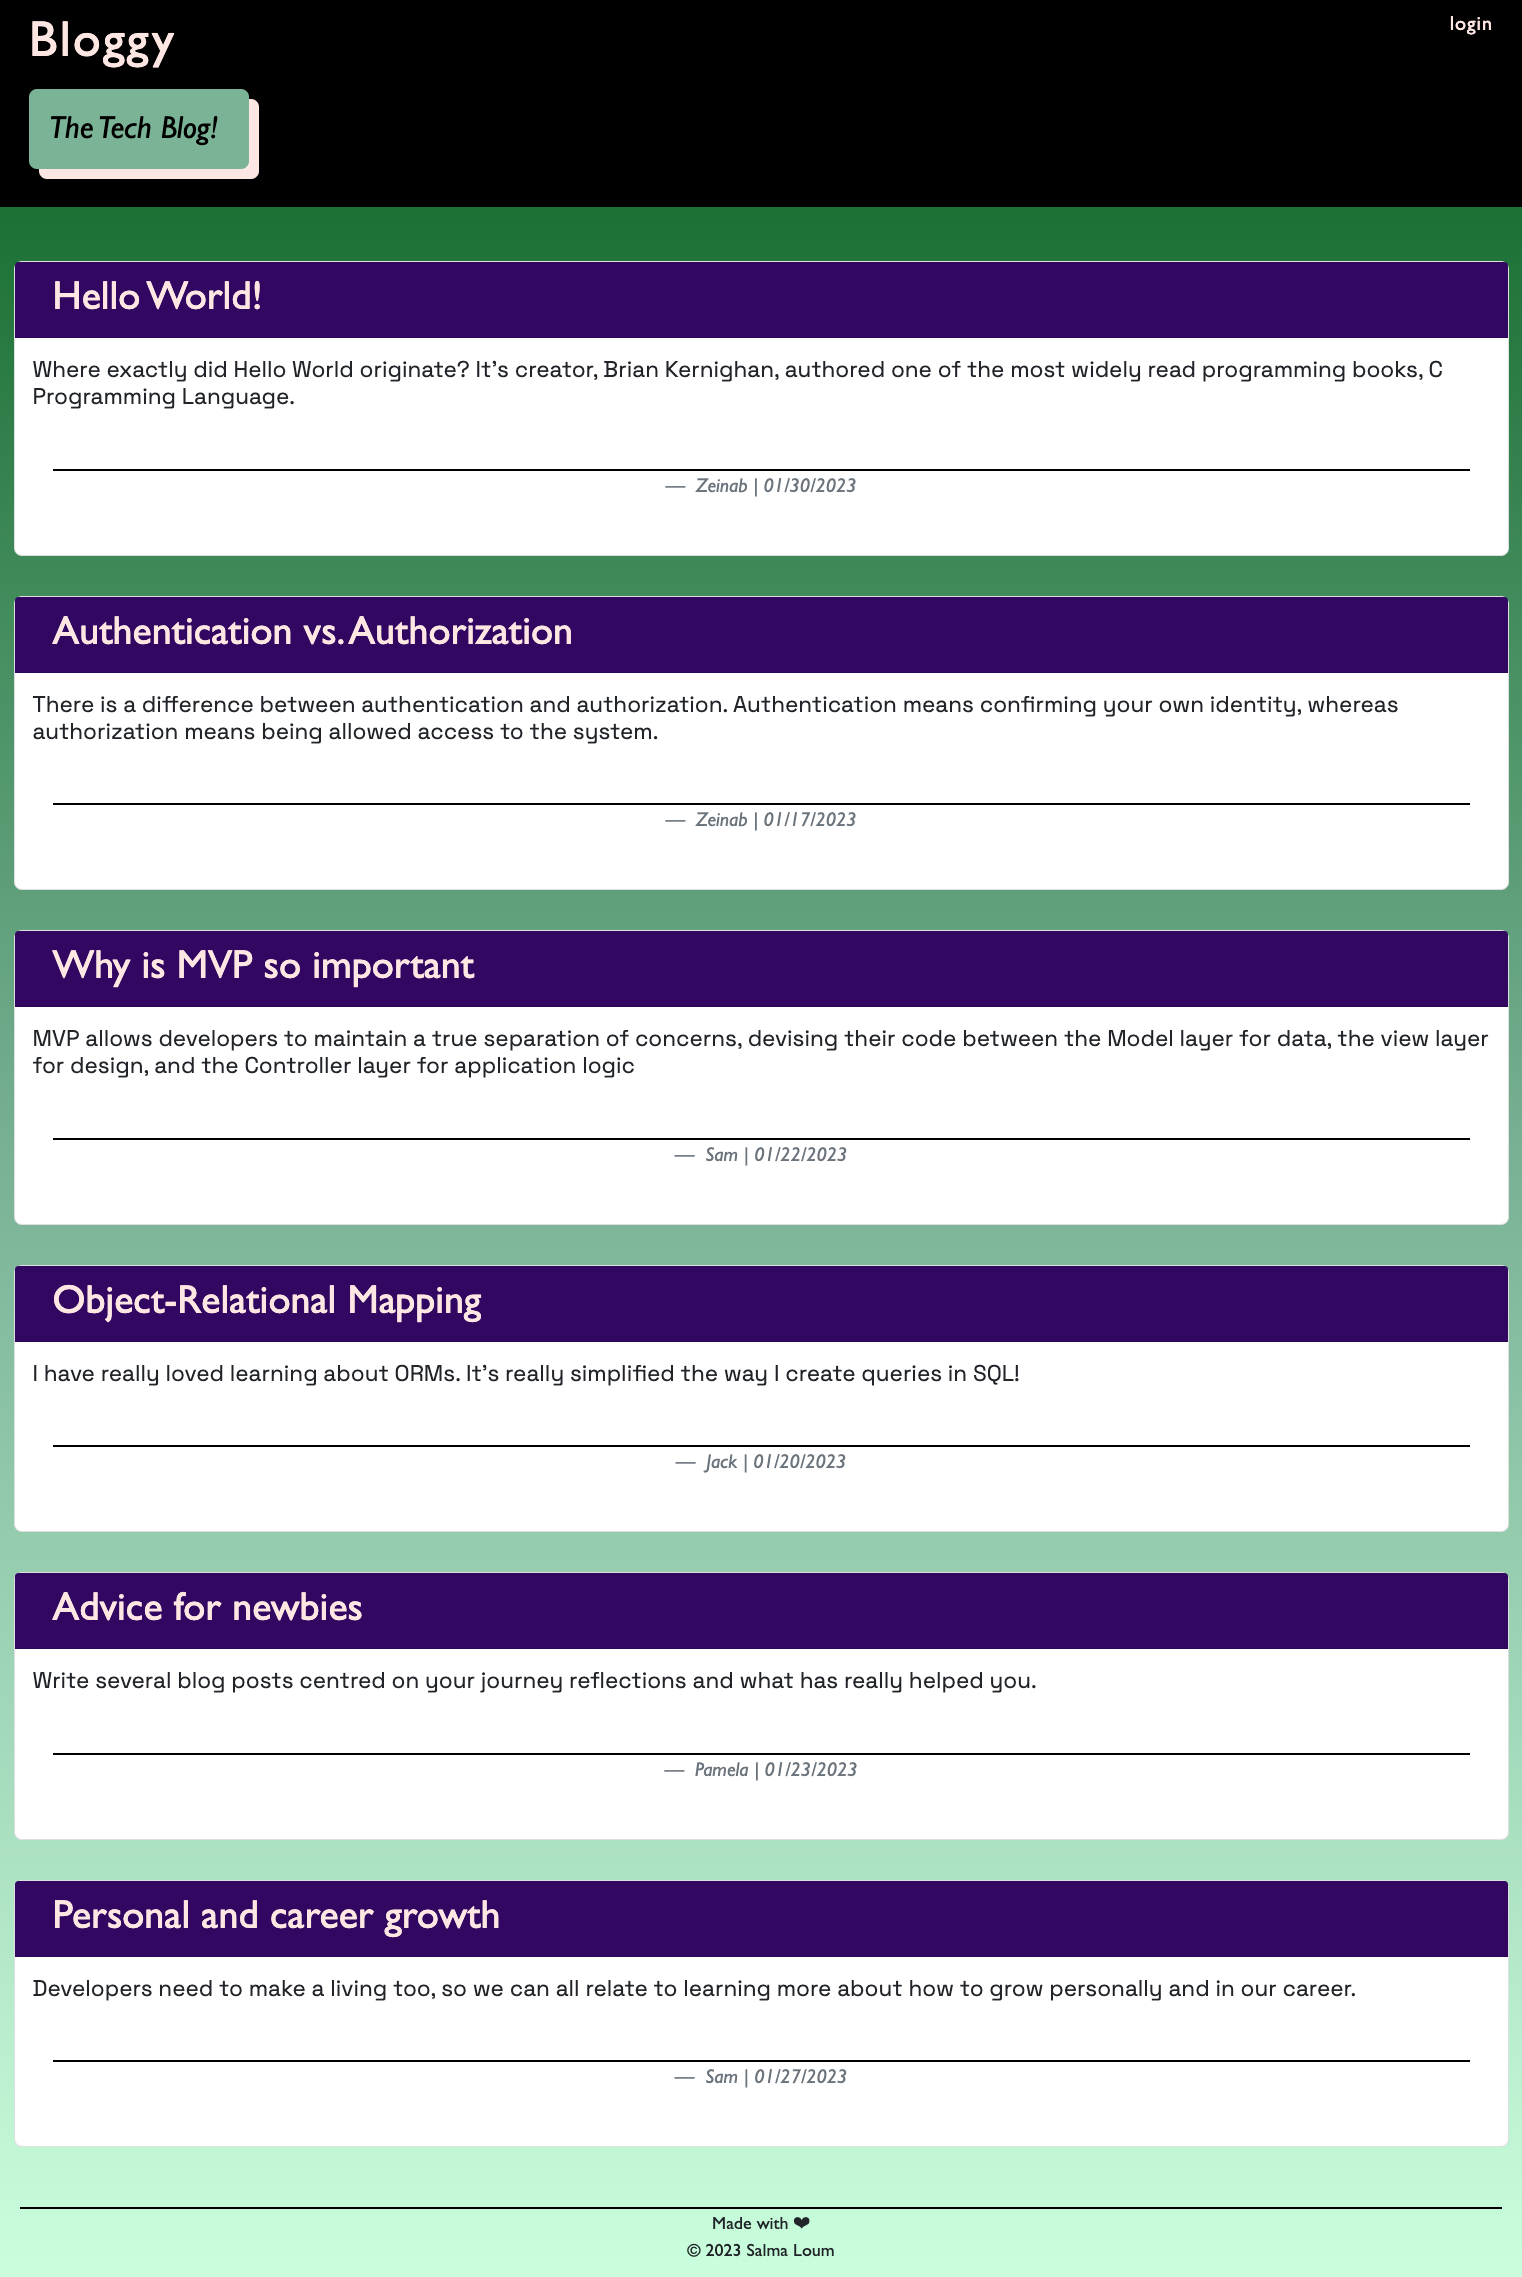 Bloggy
login
The Tech Blog!
Hello World!
Where exactly did Hello World originate? It's creator, Brian Kernighan, authored one of the most widely read programming books, C
Programming Language.
— Zeinab | 01/30/2023
Authentication vs. Authorization
There is a difference between authentication and authorization. Authentication means confirming your own identity, whereas
authorization means being allowed access to the system.
— Zeinab | 01/17/2023
Why is MVP so important
MVP allows developers to maintain a true separation of concerns, devising their code between the Model layer for data, the view layer
for design, and the Controller layer for application logic
— Sam | 01/22/2023
Object-Relational Mapping
I have really loved learning about ORMs. It's really simplified the way I create queries in SQL!
— Jack | 01/20/2023
Advice for newbies
Write several blog posts centred on your journey reflections and what has really helped you.
— Pamela | 01/23/2023
Personal and career growth
Developers need to make a living too, so we can all relate to learning more about how to grow personally and in our career.
— Sam | 01/27/2023
Made with ❤
© 2023 Salma Loum